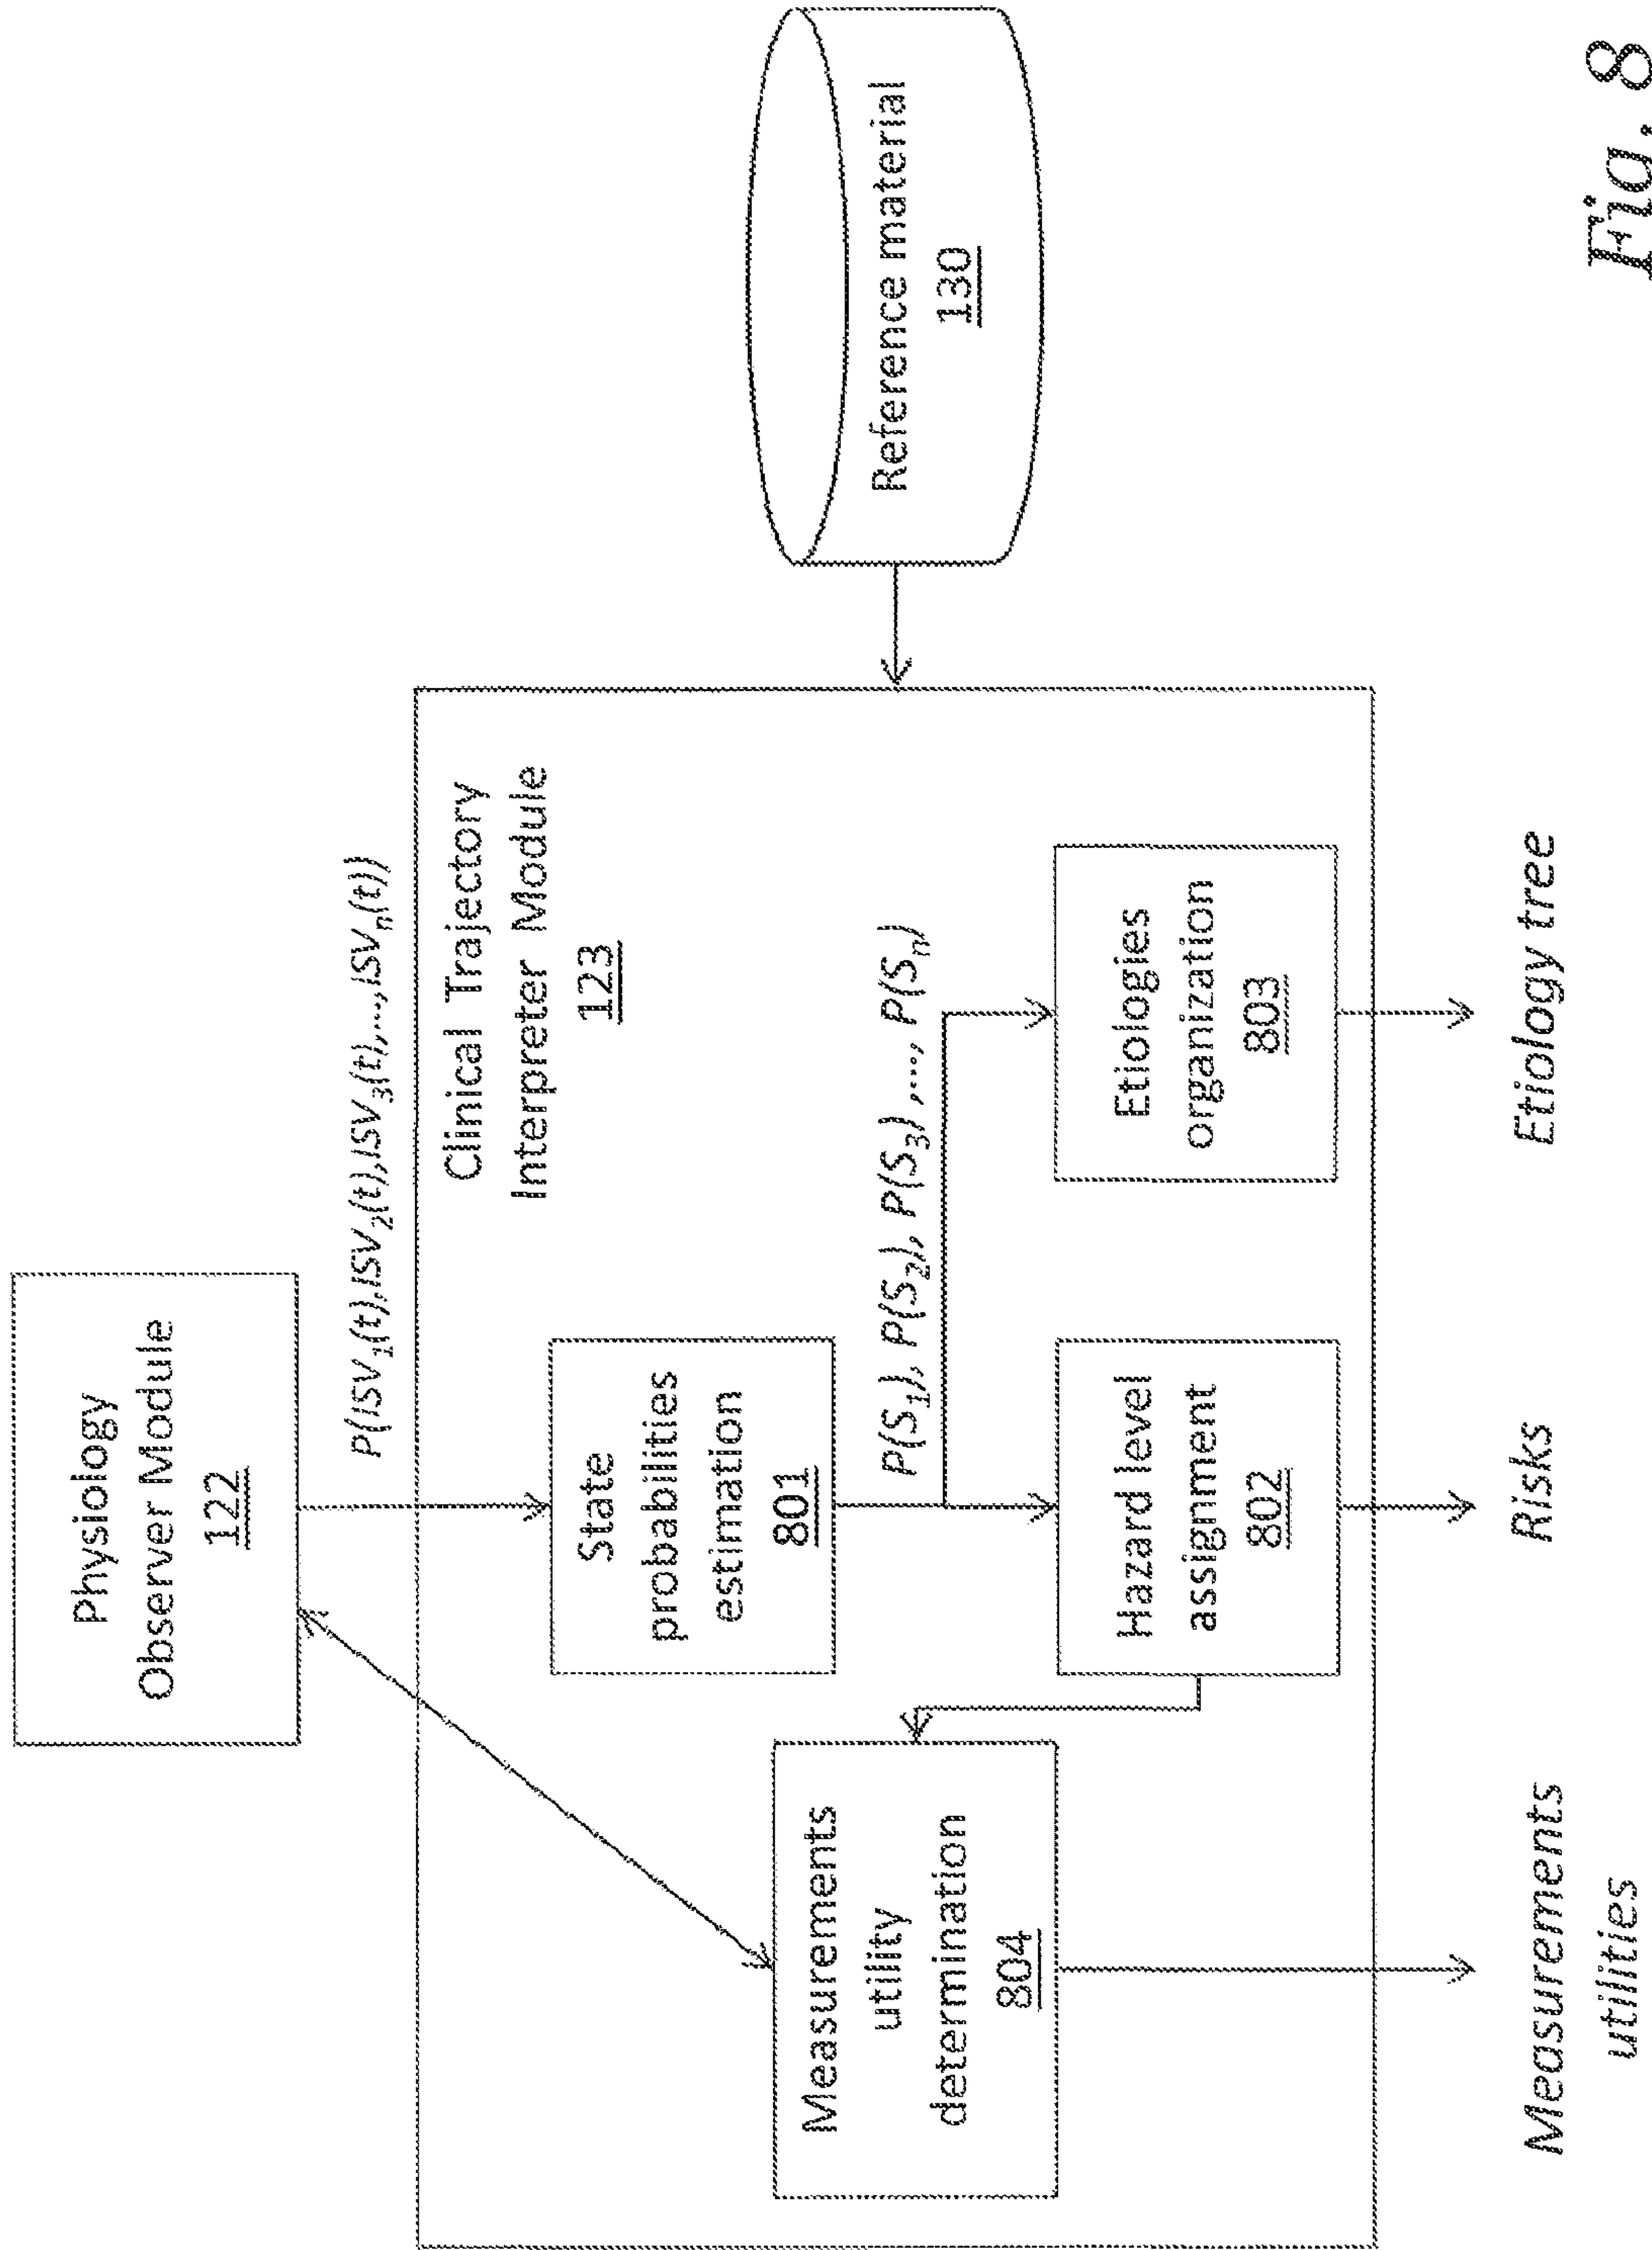 Physiology
Observer Module
122
P(ISV1(t),ISV2(t),ISV3(t),...,ISVn(t))
Clinical Trajectory
Interpreter Module
123
State
probabilities
estimation
801
P(S1), P(S2), P(S3) ,..., P(Sn)
Measurements
utility
determination
804
Hazard level
assignment
802
Etiologies
organization
803
Reference material
130
Measurements
utilities
Risks
Etiology tree
Fig. 8